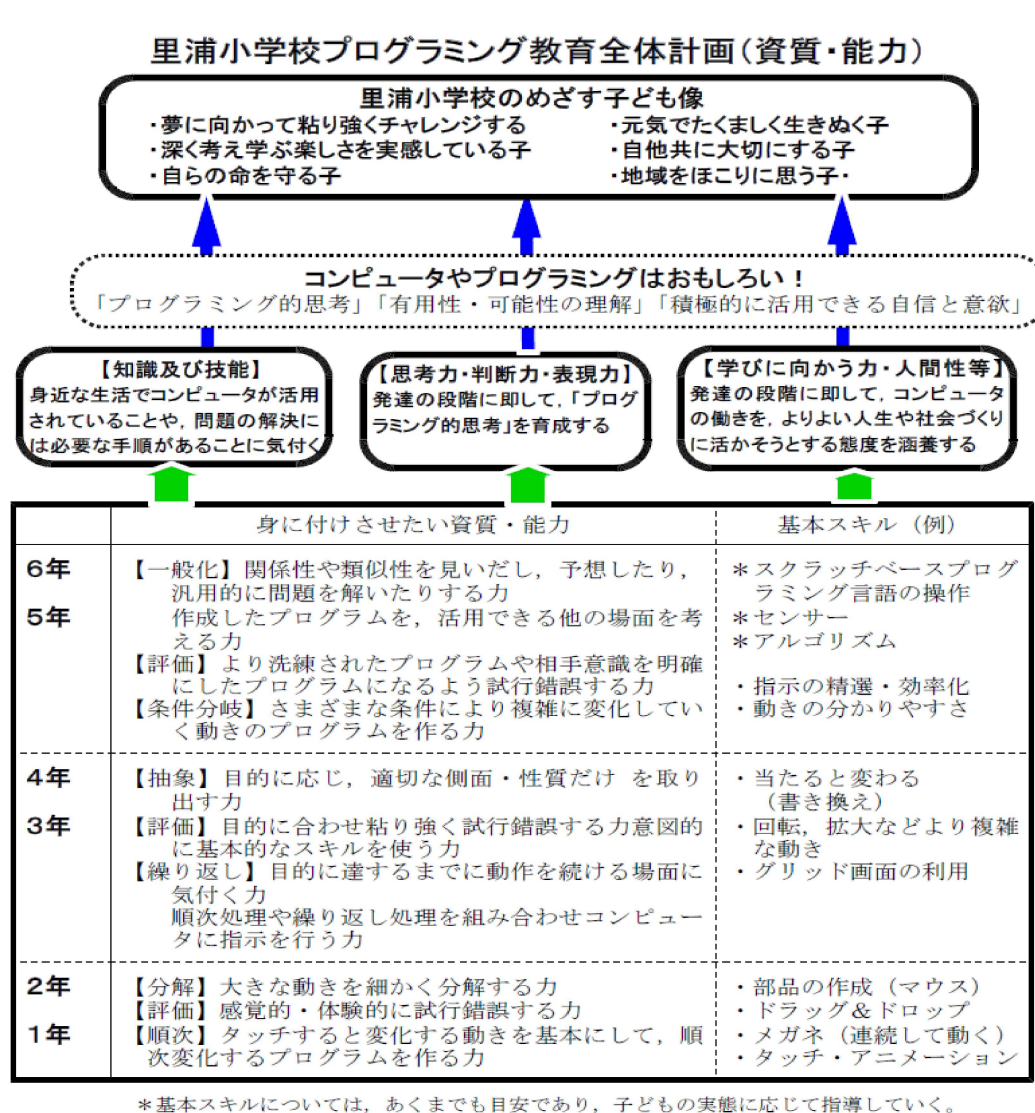 里浦小学校プログラミング教育全体計画（資質・能力）
里浦小学校のめざす子ども像
・夢に向かって粘り強くチャレンジする
・元気でたくましく生きぬく子
・深く考え学ぶ楽しさを実感している子
・自他共に大切にする子
・自らの命を守る子
・地域をほこりに思う子・
コンピュータやプログラミングはおもしろい！
「プログラミング的思考」「有用性・可能性の理解」「積極的に活用できる自信と意欲」
【知識及び技能】
身近な生活でコンピュータが活用
されていることや，問題の解決に
は必要な手順があることに気付く
【思考力・判断力・表現力】
発達の段階に即して，「プログ
ラミング的思考」を育成する
【学びに向かう力・人間性等】
発達の段階に即して，コンピュータ
の働きを，よりよい人生や社会づくり
に活かそうとする態度を涵養する
身に付けさせたい資質・能力
基本スキル（例）
6年
5年
【一般化】関係性や類似性を見いだし，予想したり，
汎用的に問題を解いたりする力
作成したプログラムを，活用できる他の場面を考
える力
【評価】より洗練されたプログラムや相手意識を明確
にしたプログラムになるよう試行錯誤する力
【条件分岐】さまざまな条件により複雑に変化してい
く動きのプログラムを作る力
＊スクラッチベースプログ
ラミング言語の操作
＊センサー
＊アルゴリズム
・指示の精選・効率化
・動きの分かりやすさ
4年
3年
【抽象】目的に応じ，適切な側面・性質だけ を取り
出す力
【評価】目的に合わせ粘り強く試行錯誤する力意図的
に基本的なスキルを使う力
【繰り返し】目的に達するまでに動作を続ける場面に
気付く力
順次処理や繰り返し処理を組み合わせコンピュー
タに指示を行う力
・当たると変わる
（書き換え）
・回転，拡大などより複雑
な動き
・グリッド画面の利用
2年
1年
【分解】大きな動きを細かく分解する力
【評価】感覚的・体験的に試行錯誤する力
【順次】タッチすると変化する動きを基本にして，順
次変化するプログラムを作る力
・部品の作成（マウス）
・ドラッグ＆ドロップ
・メガネ（連続して動く）
・タッチ・アニメーション
＊基本スキルについては，あくまでも目安であり，子どもの実態に応じて指導していく。